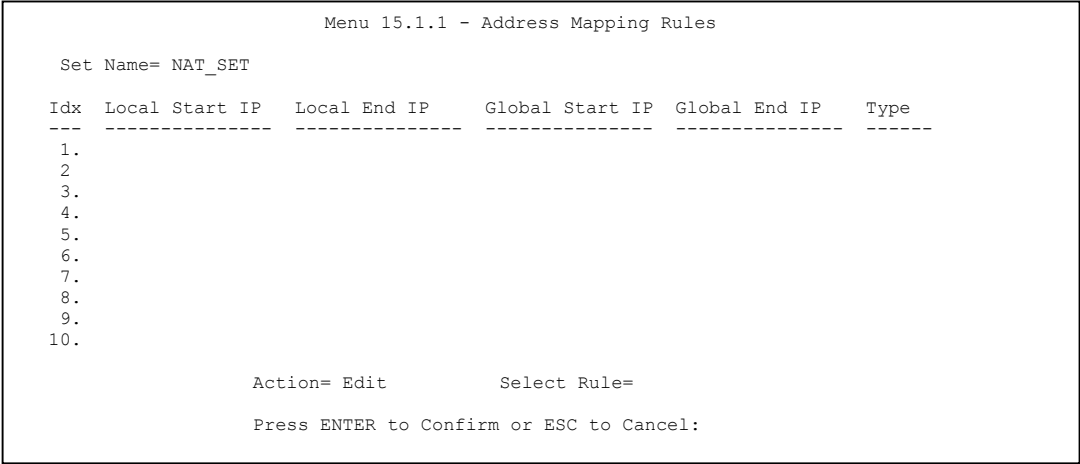 Menu 15.1.1 - Address Mapping Rules
Set Name= NAT_SET
Idx Local Start IP Local End IP Global Start IP Global End IP Type
--- --------------- --------------- --------------- --------------- ------
1.
2
3.
4.
5.
6.
7.
8.
9.
10.
Action= Edit Select Rule=
Press ENTER to Confirm or ESC to Cancel: